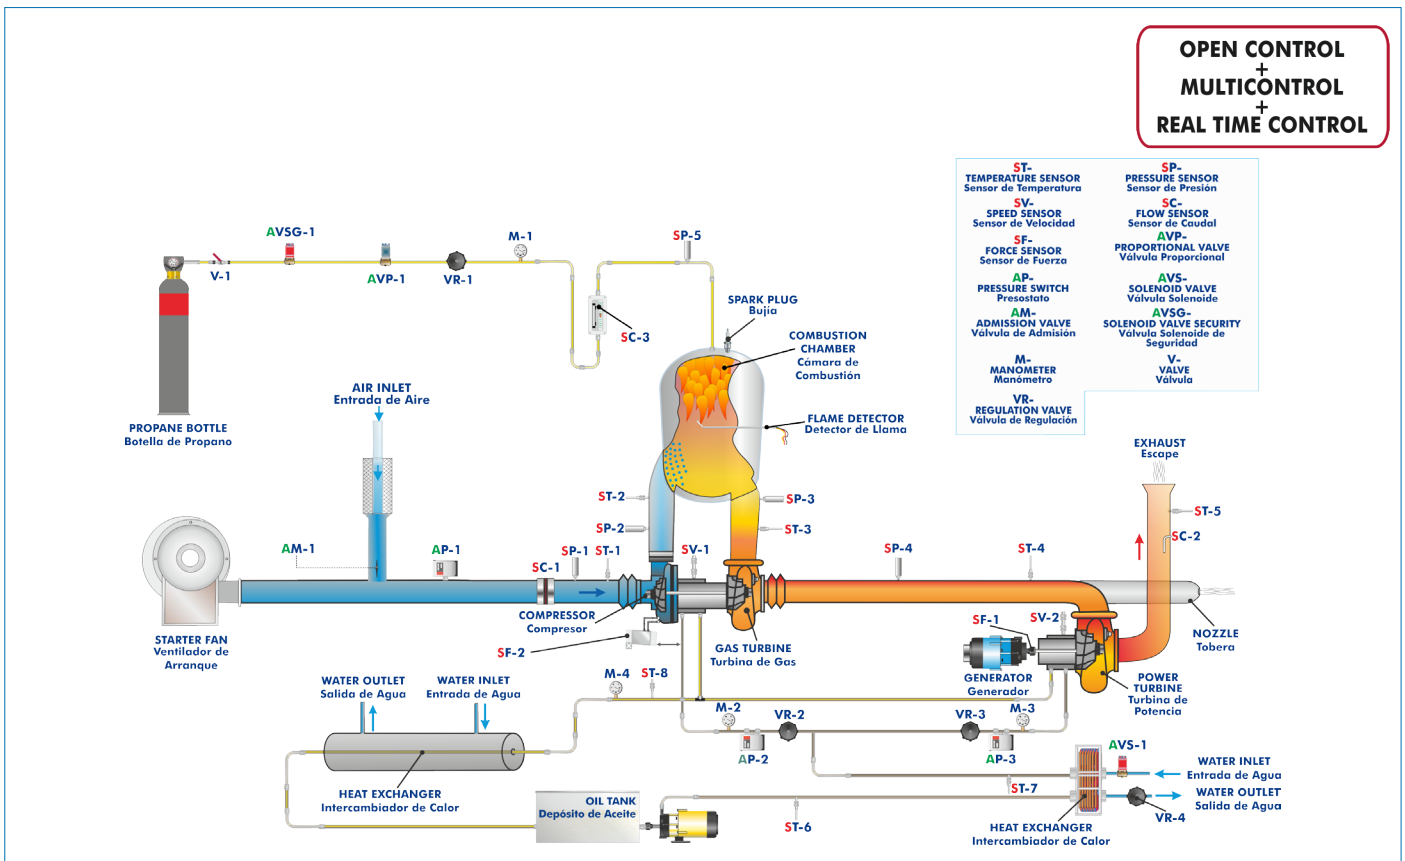 OPEN CONTROL
+
MULTICONTROL
+
REAL TIME CONTROL
ST-
TEMPERATURE SENSOR
Sensor de Temperatura
SP-
PRESSURE SENSOR
Sensor de Presión
SV-
SPEED SENSOR
Sensor de Velocidad
SC-
FLOW SENSOR
Sensor de Caudal
SF-
FORCE SENSOR
Sensor de Fuerza
AVP-
PROPORTIONAL VALVE
Válvula Proporcional
AP-
PRESSURE SWITCH
Presostato
AVS-
SOLENOID VALVE
Válvula Solenoide
AM-
ADMISSION VALVE
Válvula de Admisión
AVSG-
SOLENOID VALVE SECURITY
Válvula Solenoide de
Seguridad
M-
MANOMETER
Manómetro
V-
VALVE
Válvula
VR-
REGULATION VALVE
Válvula de Regulación
AVSG-1
M-1
SP-5
V-1
AVP-1
VR-1
SC-3
SPARK PLUG
Bujía
COMBUSTION
CHAMBER
Cámara de
Combustión
AIR INLET
Entrada de Aire
PROPANE BOTTLE
Botella de Propano
FLAME DETECTOR
Detector de Llama
EXHAUST
Escape
ST-2
SP-3
SP-2
ST-3
ST-5
SC-2
AM-1
AP-1
SP-1
ST-1
SV-1
SP-4
ST-4
SC-1
COMPRESSOR
Compresor
SF-2
GAS TURBINE
Turbina de Gas
SF-1
SV-2
NOZZLE
Tobera
STARTER FAN
Ventilador de
Arranque
GENERATOR
Generador
POWER
TURBINE
Turbina de
Potencia
WATER OUTLET
Salida de Agua
WATER INLET
Entrada de Agua
M-4
ST-8
M-2
VR-2
VR-3
M-3
AP-2
AP-3
AVS-1
WATER INLET
Entrada de Agua
HEAT EXCHANGER
Intercambiador de Calor
ST-7
WATER OUTLET
Salida de Agua
OIL TANK
Depósito de Aceite
ST-6
VR-4
HEAT EXCHANGER
Intercambiador de Calor